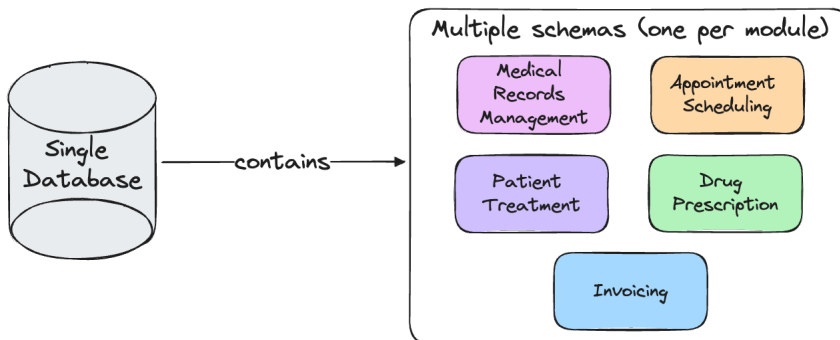 Multiple schemas (one per module)
Medical
Records
Management
Appointment
Scheduling
Single
Database
contains
Patient
Treatment
Drug
Prescription
Invoicing